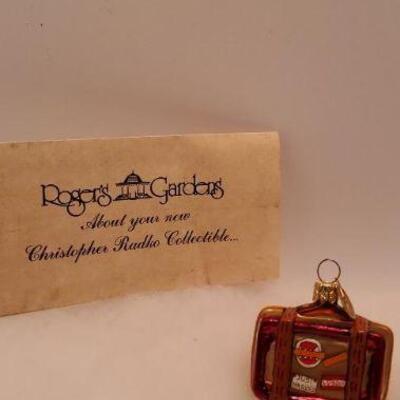 Roger's Gardens
About your new
Christopher Radko Collectible...